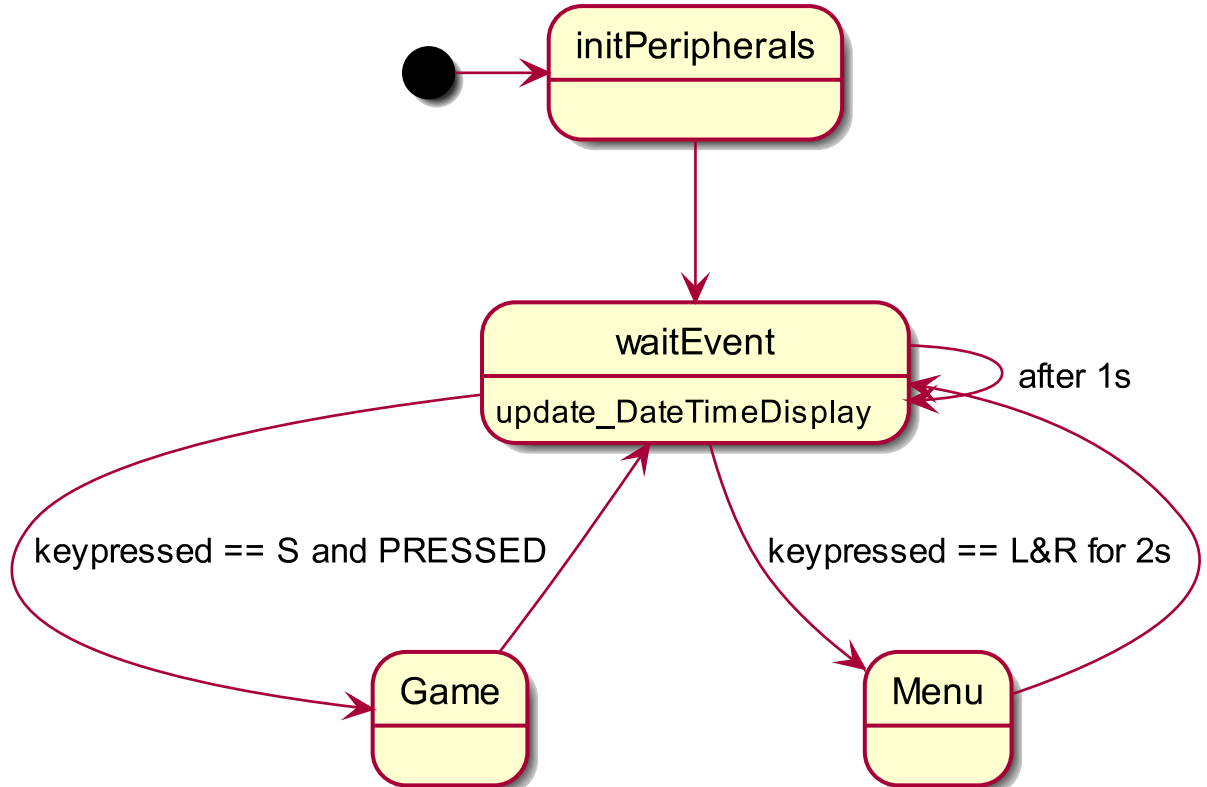 initPeripherals
waitEvent
update_DateTimeDisplay
after 1s
keypressed == S and PRESSED
keypressed == L&R for 2s
Game
Menu